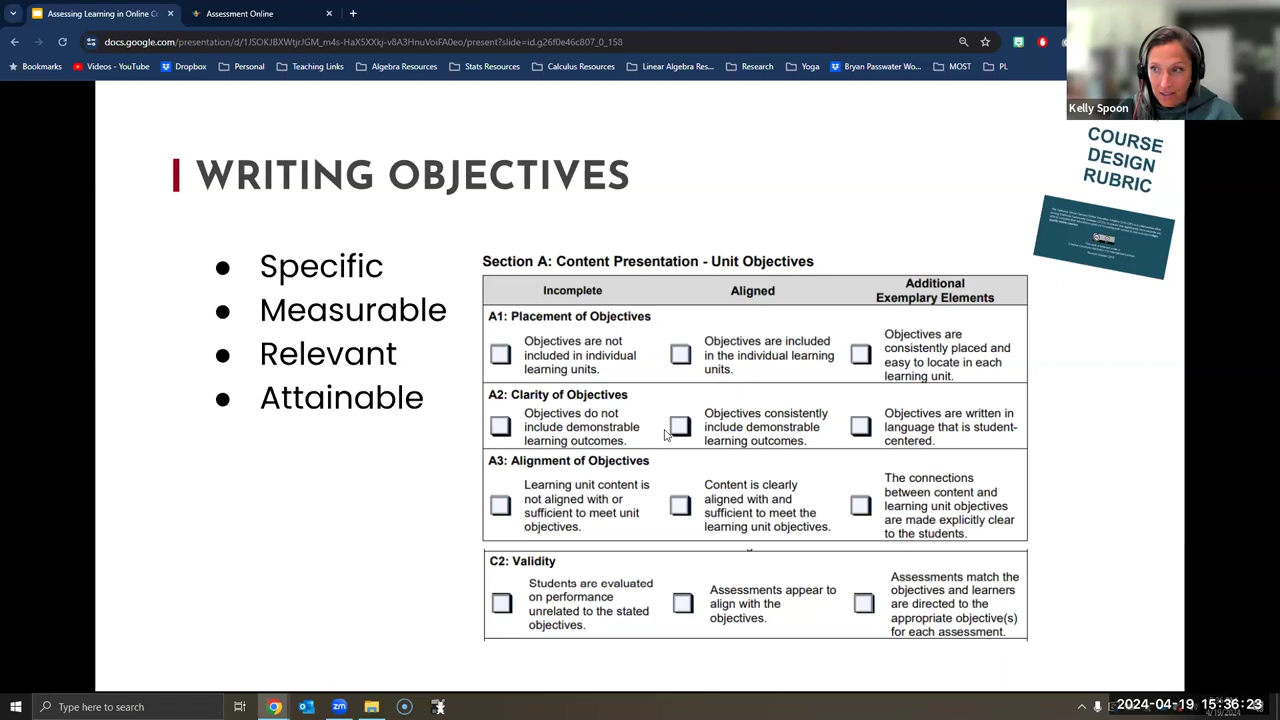 Assessing Learning in Online Co
Assessment Online
docs.google.com/presentation/d/1JSOKJBXWtjrJGM_m4s-HaX5XXkj-v8A3HnuVoiFA0eo/present?slide=id.g26f0e46c807_0_158
Bookmarks
Videos - YouTube
Dropbox
Personal
Teaching Links
Algebra Resources
Stats Resources
Calculus Resources
Linear Algebra Res...
Research
Yoga
Bryan Passwater Wo...
MOST
PL
Kelly Spoon
COURSE
DESIGN
RUBRIC
WRITING OBJECTIVES
● Specific
● Measurable
● Relevant
● Attainable
Section A: Content Presentation - Unit Objectives
Incomplete
Aligned
Additional
Exemplary Elements
A1: Placement of Objectives
Objectives are not
included in individual
learning units.
Objectives are included
in the individual learning
units.
Objectives are
consistently placed and
easy to locate in each
learning unit.
A2: Clarity of Objectives
Objectives do not
include demonstrable
learning outcomes.
Objectives consistently
include demonstrable
learning outcomes.
Objectives are written in
language that is student-
centered.
A3: Alignment of Objectives
Learning unit content is
not aligned with or
sufficient to meet unit
objectives.
Content is clearly
aligned with and
sufficient to meet the
learning unit objectives.
The connections
between content and
learning unit objectives
are made explicitly clear
to the students.
C2: Validity
Students are evaluated
on performance
unrelated to the stated
objectives.
Assessments appear to
align with the
objectives.
Assessments match the
objectives and learners
are directed to the
appropriate objective(s)
for each assessment.
Type here to search
2024-04-19 15:36:23